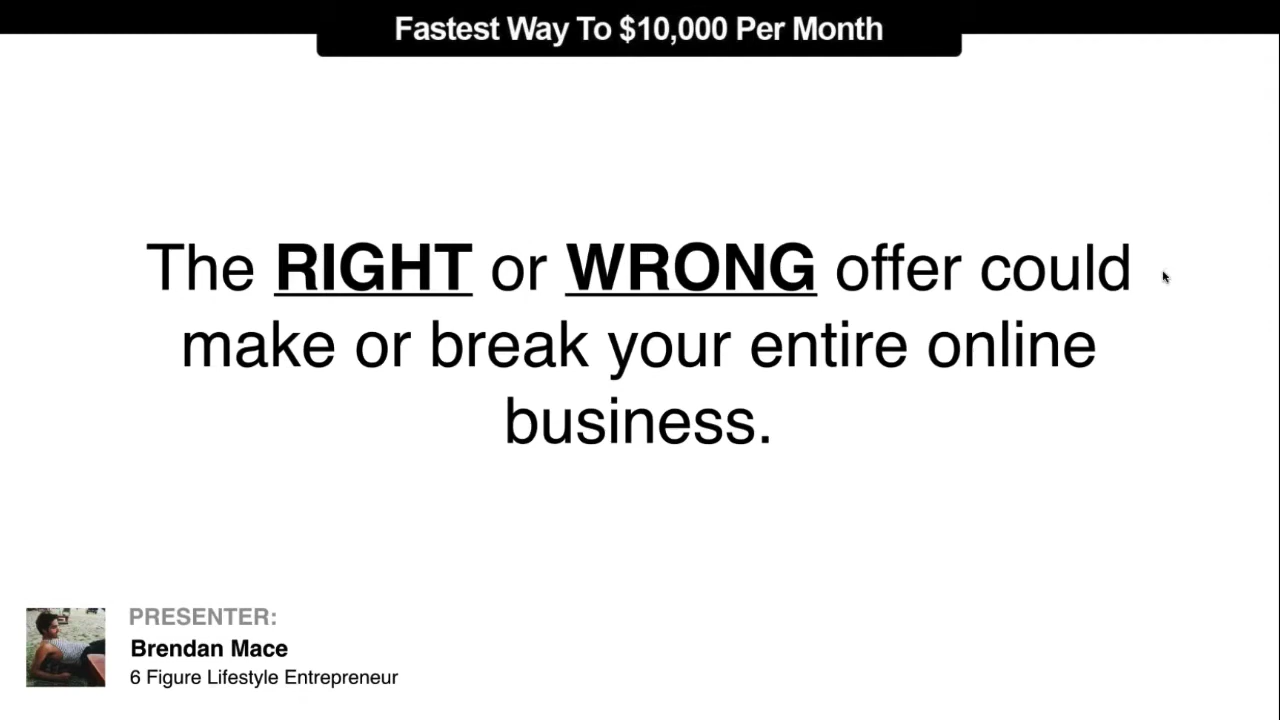 Fastest Way To $10,000 Per Month
The RIGHT or WRONG offer could
make or break your entire online
business.
PRESENTER:
Brendan Mace
6 Figure Lifestyle Entrepreneur